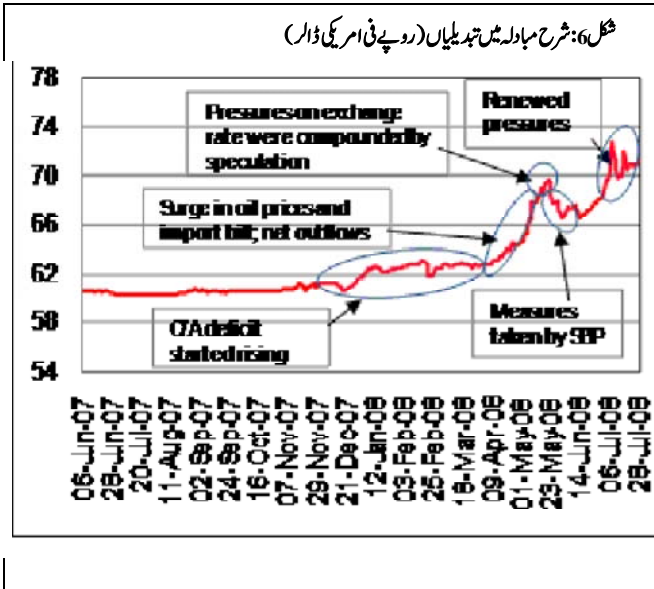 شکل6: شرح مبادلہ میں تبدیلیاں (روپے فی امریکی ڈالر)
78
74
70
66
62
58
54
Pressures on exchange
rate were compounded by
speculation
Renewed
pressures
Surge in oil prices and
import bill; net outflows
C/A deficit
started rising
Measures
taken by SBP
06-Jun-07
28-Jun-07
20-Jul-07
11-Aug-07
02-Sep-07
24-Sep-07
16-Oct-07
07-Nov-07
29-Nov-07
21-Dec-07
12-Jan-08
03-Feb-08
25-Feb-08
18-Mar-08
09-Apr-08
01-May-08
23-May-08
14-Jun-08
06-Jul-08
28-Jul-08